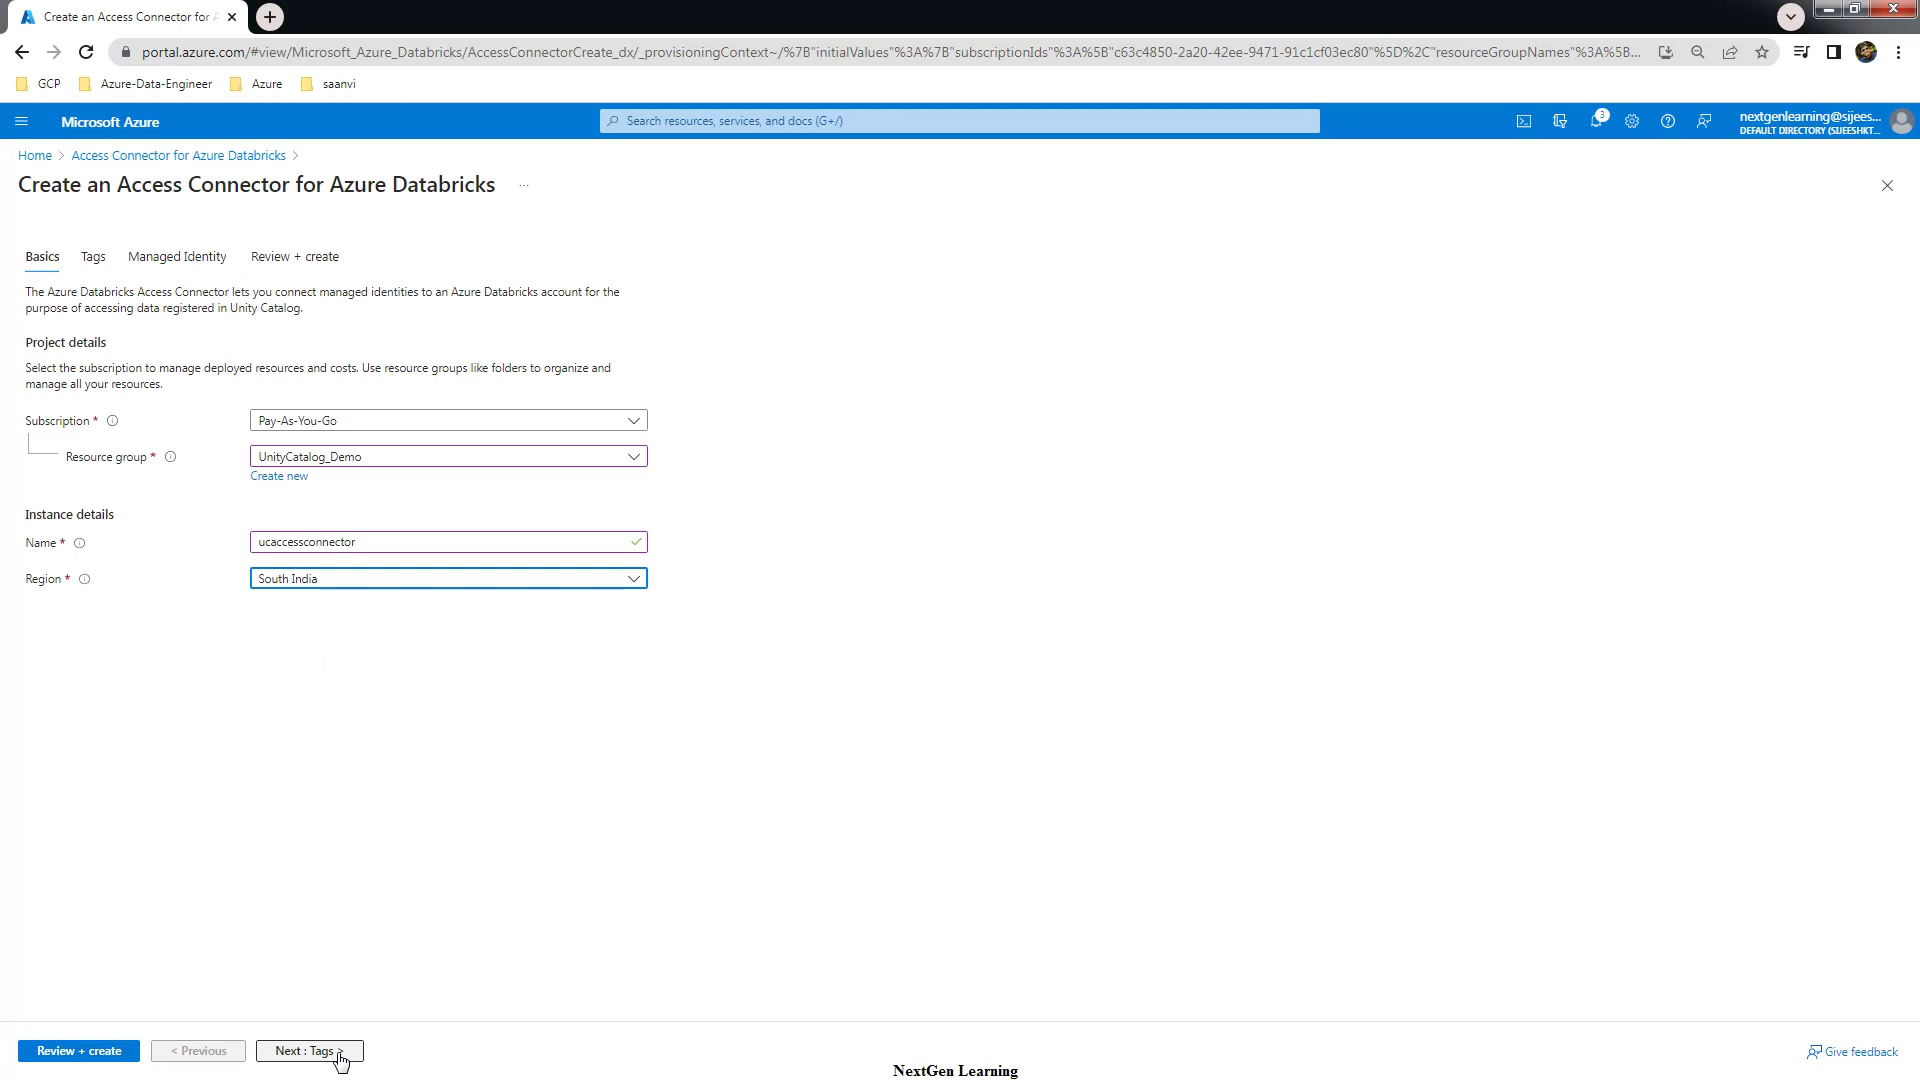 Create an Access Connector for A
portal.azure.com/#view/Microsoft_Azure_Databricks/AccessConnectorCreate_dx/_provisioningContext~/%7B"initialValues"%3A%7B"subscriptionIds"%3A%5B"c63c4850-2a20-42ee-9471-91c1cf03ec80"%5D%2C"resourceGroupNames"%3A%5B...
GCP
Azure-Data-Engineer
Azure
saanvi
Microsoft Azure
Search resources, services, and docs (G+/)
3
nextgenlearning@sijees...
DEFAULT DIRECTORY (SIJEESHKT...
Home > Access Connector for Azure Databricks >
Create an Access Connector for Azure Databricks ...
Basics
Tags
Managed Identity
Review + create
The Azure Databricks Access Connector lets you connect managed identities to an Azure Databricks account for the
purpose of accessing data registered in Unity Catalog.
Project details
Select the subscription to manage deployed resources and costs. Use resource groups like folders to organize and
manage all your resources.
Subscription *
Pay-As-You-Go
Resource group *
UnityCatalog_Demo
Create new
Instance details
Name *
ucaccessconnector
Region *
South India
Review + create
< Previous
Next : Tags >
Give feedback
NextGen Learning